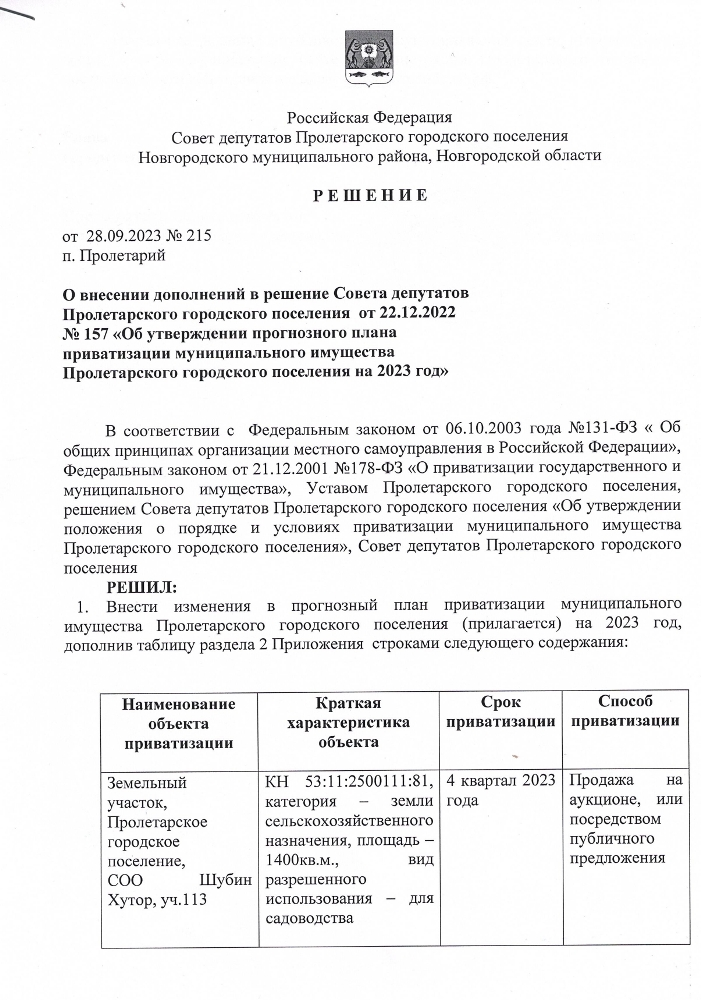 Российская Федерация
Совет депутатов Пролетарского городского поселения
Новгородского муниципального района, Новгородской области
Р Е Ш Е Н И Е
от 28.09.2023 № 215
п. Пролетарий
О внесении дополнений в решение Совета депутатов
Пролетарского городского поселения от 22.12.2022
№ 157 «Об утверждении прогнозного плана
приватизации муниципального имущества
Пролетарского городского поселения на 2023 год»
В соответствии с Федеральным законом от 06.10.2003 года №131-ФЗ « Об
общих принципах организации местного самоуправления в Российской Федерации»,
Федеральным законом от 21.12.2001 №178-ФЗ «О приватизации государственного и
муниципального имущества», Уставом Пролетарского городского поселения,
решением Совета депутатов Пролетарского городского поселения «Об утверждении
положения о порядке и условиях приватизации муниципального имущества
Пролетарского городского поселения», Совет депутатов Пролетарского городского
поселения
РЕШИЛ:
1. Внести изменения в прогнозный план приватизации муниципального
имущества Пролетарского городского поселения (прилагается) на 2023 год,
дополнив таблицу раздела 2 Приложения строками следующего содержания:
Наименование
объекта
приватизации
Краткая
характеристика
объекта
Срок
приватизации
Способ
приватизации
Земельный
участок,
Пролетарское
городское
поселение,
СОО Шубин
Хутор, уч.113
КН 53:11:2500111:81,
категория – земли
сельскохозяйственного
назначения, площадь –
1400кв.м., вид
разрешенного
использования – для
садоводства
4 квартал 2023
года
Продажа на
аукционе, или
посредством
публичного
предложения